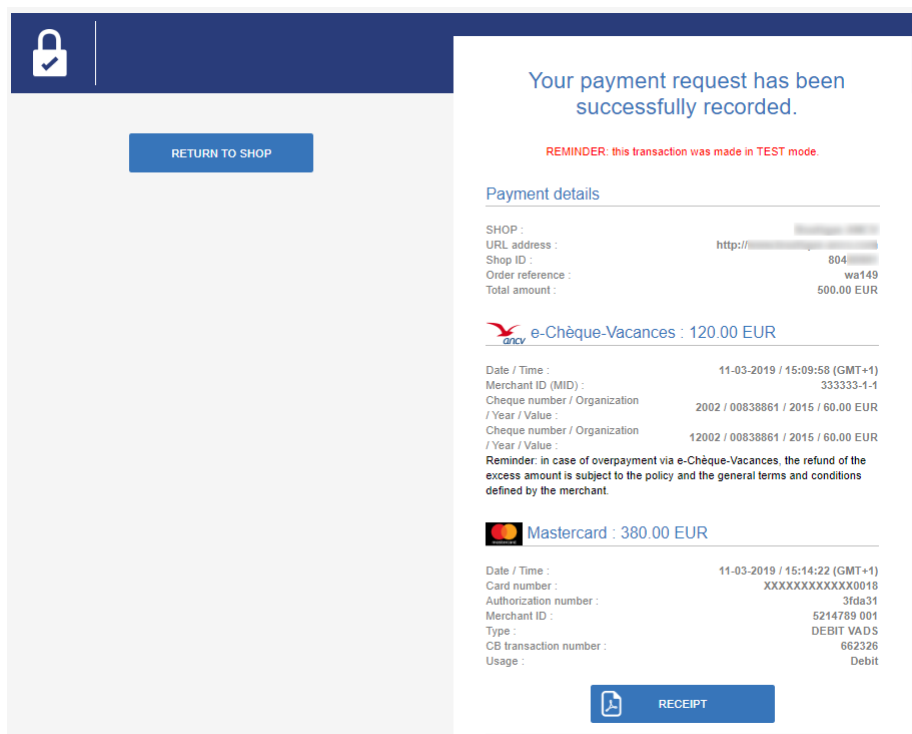 Your payment request has been
successfully recorded.
RETURN TO SHOP
REMINDER: this transaction was made in TEST mode.
Payment details
SHOP :
URL address : http://
Shop ID : 804
Order reference : wa149
Total amount : 500.00 EUR
ancv e-Chèque-Vacances : 120.00 EUR
Date / Time : 11-03-2019 / 15:09:58 (GMT+1)
Merchant ID (MID) : 333333-1-1
Cheque number / Organization
/ Year / Value : 2002 / 00838861 / 2015 / 60.00 EUR
Cheque number / Organization
/ Year / Value : 12002 / 00838861 / 2015 / 60.00 EUR
Reminder: in case of overpayment via e-Chèque-Vacances, the refund of the
excess amount is subject to the policy and the general terms and conditions
defined by the merchant.
Mastercard : 380.00 EUR
Date / Time : 11-03-2019 / 15:14:22 (GMT+1)
Card number : XXXXXXXXXXXX0018
Authorization number : 3fda31
Merchant ID : 5214789 001
Type : DEBIT VADS
CB transaction number : 662326
Usage : Debit
RECEIPT